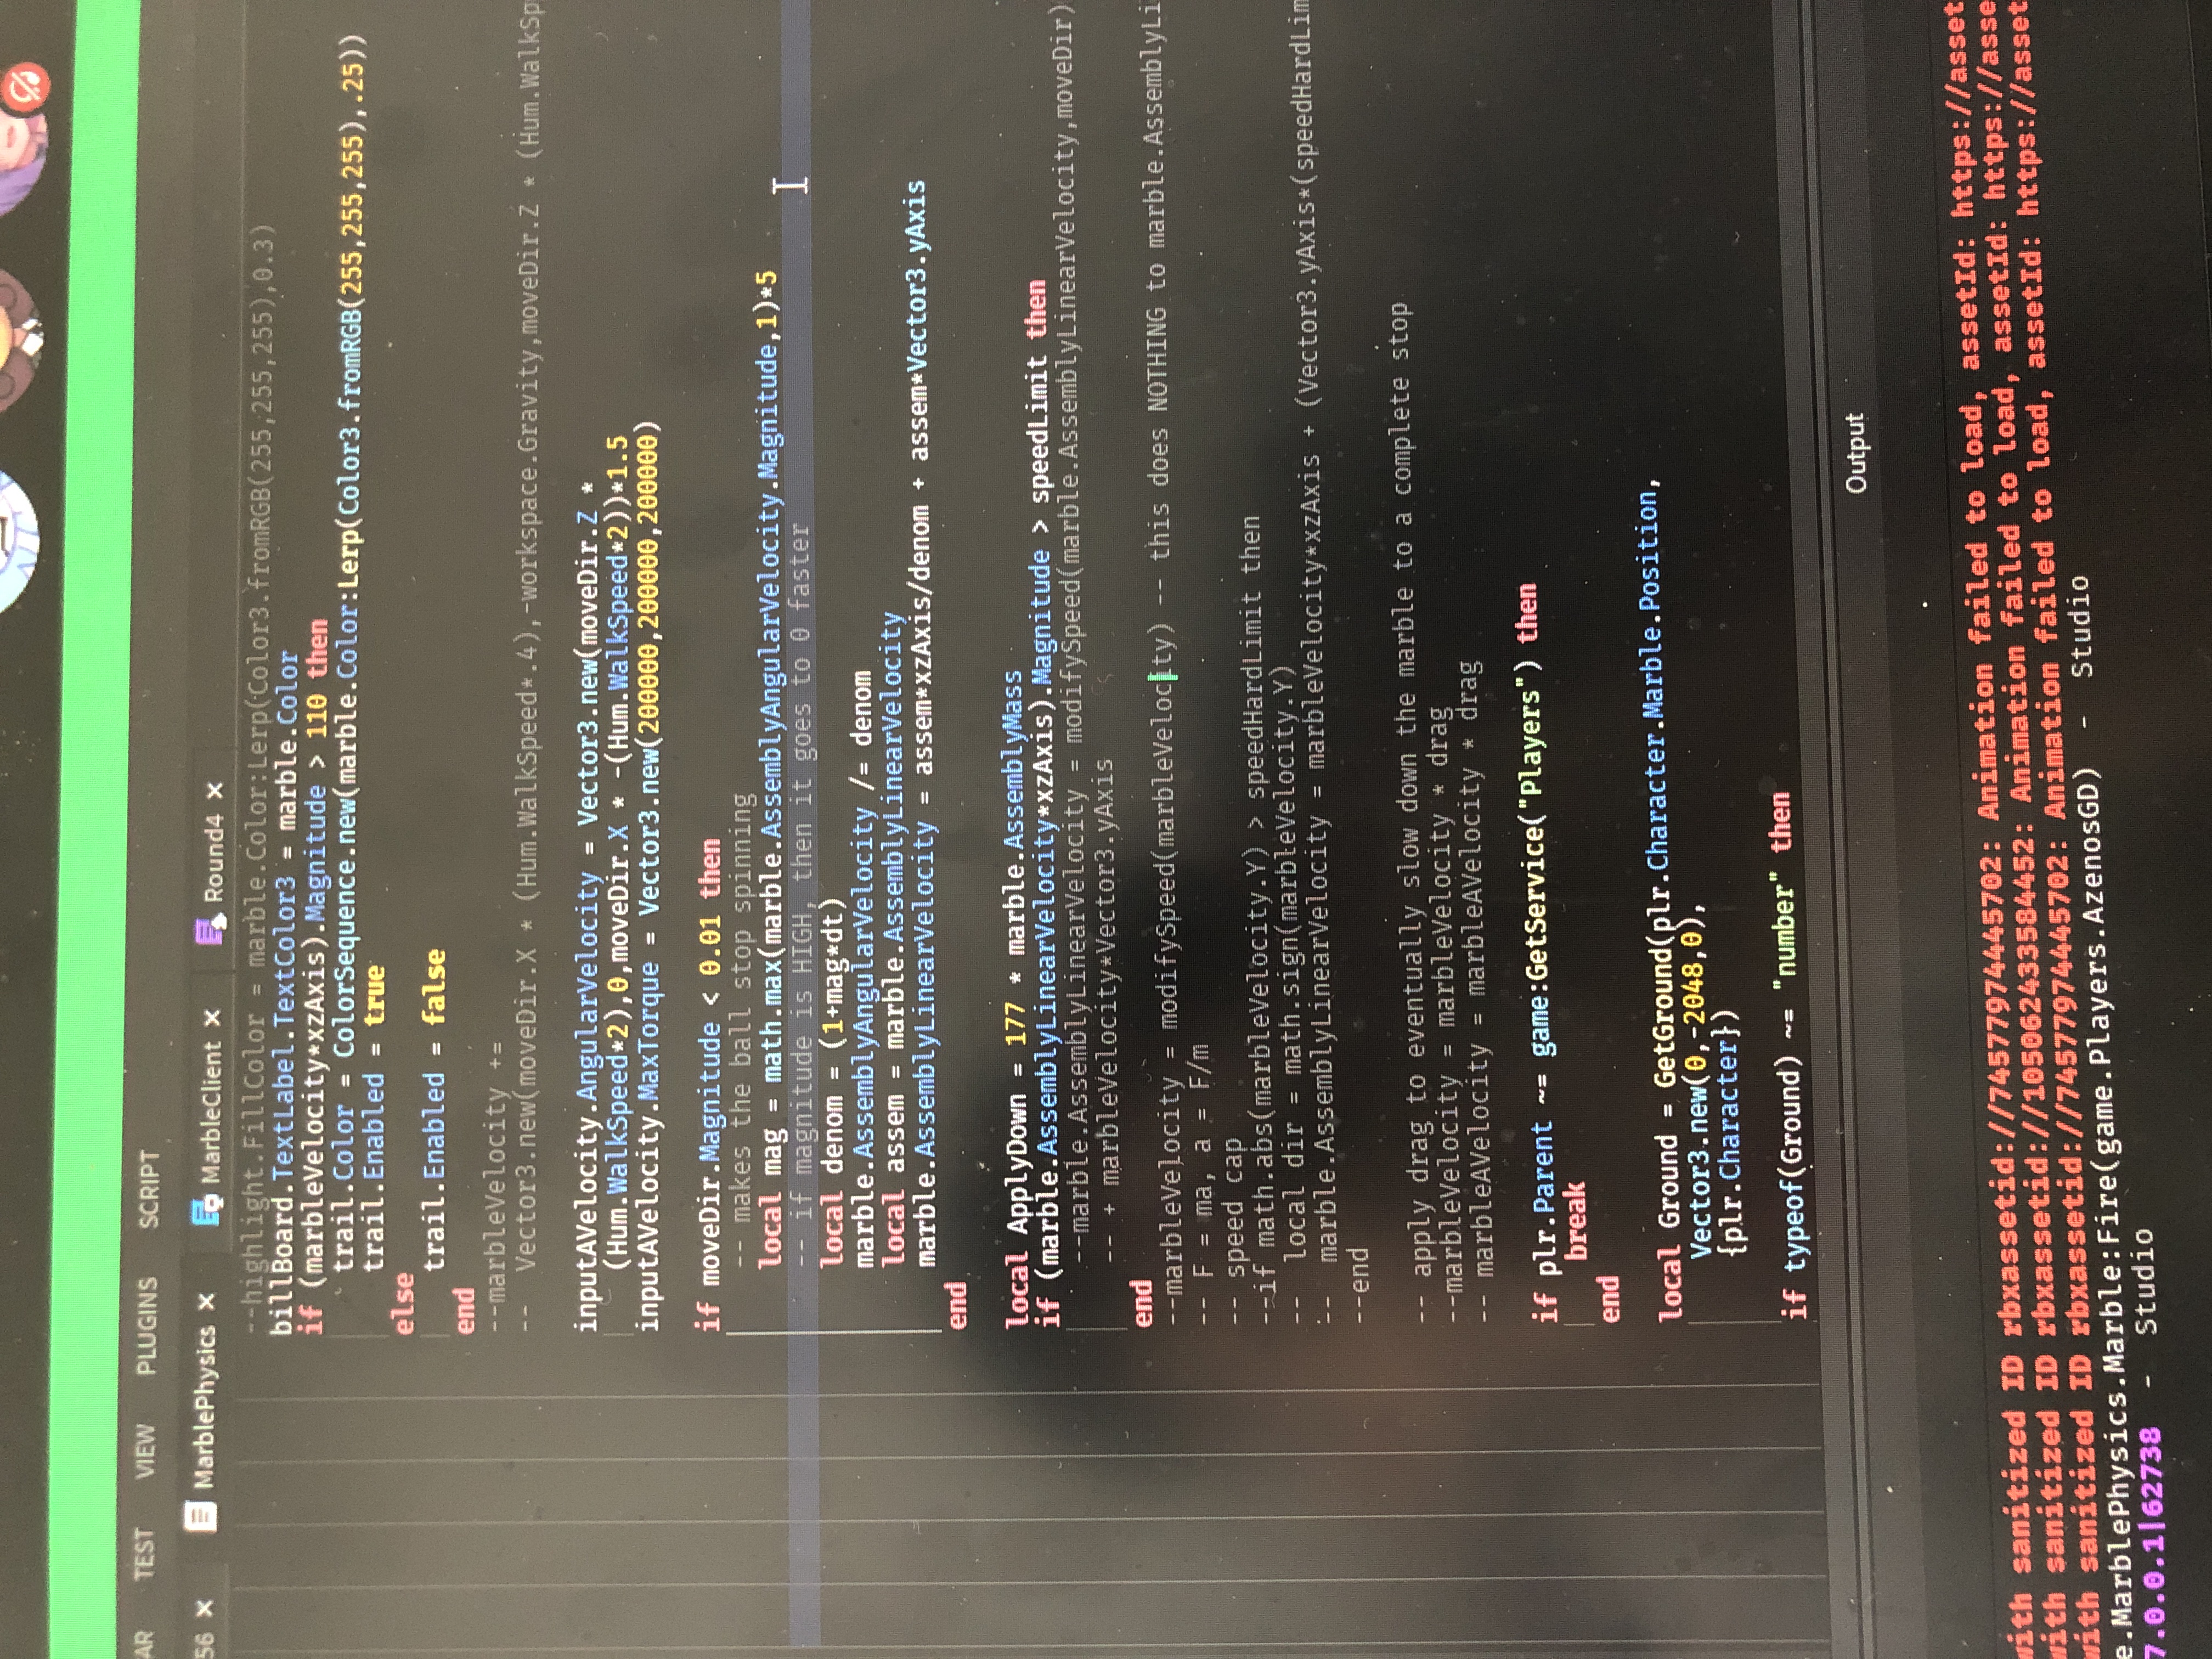 AR TEST VIEW PLUGINS SCRIPT
56 × MarblePhysics × MarbleClient × Round4 ×
--highlight.FillColor = marble.Color:Lerp(Color3.fromRGB(255,255,255),0.3)
billBoard.TextLabel.TextColor3 = marble.Color
if (marbleVelocity*xzAxis).Magnitude > 110 then
trail.Color = ColorSequence.new(marble.Color:Lerp(Color3.fromRGB(255,255,255),.25))
trail.Enabled = true
else
trail.Enabled = false
end
--marbleVelocity +=
-- Vector3.new(moveDir.X * (Hum.WalkSpeed*.4),-workspace.Gravity,moveDir.Z * (Hum.WalkSp
inputAVelocity.AngularVelocity = Vector3.new(moveDir.Z *
(Hum.WalkSpeed*2),0,moveDir.X * -(Hum.WalkSpeed*2))*1.5
inputAVelocity.MaxTorque = Vector3.new(200000,200000,200000)
if moveDir.Magnitude < 0.01 then
-- makes the ball stop spinning
local mag = math.max(marble.AssemblyAngularVelocity.Magnitude,1)*5
-- if magnitude is HIGH, then it goes to 0 faster
local denom = (1+mag*dt)
marble.AssemblyAngularVelocity /= denom
local assem = marble.AssemblyLinearVelocity
marble.AssemblyLinearVelocity = assem*xzAxis/denom + assem*Vector3.yAxis
end
local ApplyDown = 177 * marble.AssemblyMass
if (marble.AssemblyLinearVelocity*xzAxis).Magnitude > speedLimit then
--marble.AssemblyLinearVelocity = modifySpeed(marble.AssemblyLinearVelocity,moveDir)
-- + marbleVelocity*Vector3.yAxis
end
--marbleVelocity = modifySpeed(marbleVelocity) -- this does NOTHING to marble.AssemblyLi
-- F = ma, a = F/m
-- speed cap
--if math.abs(marbleVelocity.Y) > speedHardLimit then
-- local dir = math.sign(marbleVelocity.Y)
-- marble.AssemblyLinearVelocity = marbleVelocity*xzAxis + (Vector3.yAxis*(speedHardLim
--end
-- apply drag to eventually slow down the marble to a complete stop
--marbleVelocity = marbleVelocity * drag
-- marbleAVelocity = marbleAVelocity * drag
if plr.Parent ~= game:GetService("Players") then
break
end
local Ground = GetGround(plr.Character.Marble.Position,
Vector3.new(0,-2048,0),
{plr.Character})
if typeof(Ground) ~= "number" then
Output
with sanitized ID rbxassetid://74577974445702: Animation failed to load, assetId: https://asset
with sanitized ID rbxassetid://105062433584452: Animation failed to load, assetId: https://asse
with sanitized ID rbxassetid://74577974445702: Animation failed to load, assetId: https://asset
e.MarblePhysics.Marble:Fire(game.Players.AzenosGD) - Studio
7.0.0.1|62738 - Studio